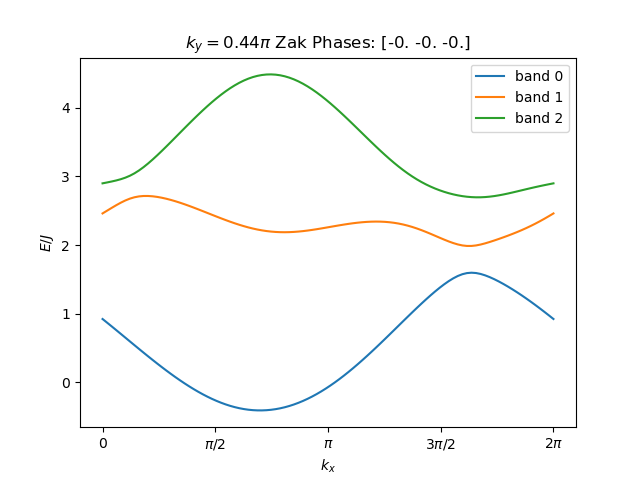 $k_y = 0.44\pi$ Zak Phases: [-0. -0. -0.]
band 0
band 1
band 2
E/J
4
3
2
1
0
0
π/2
π
3π/2
2π
$k_x$